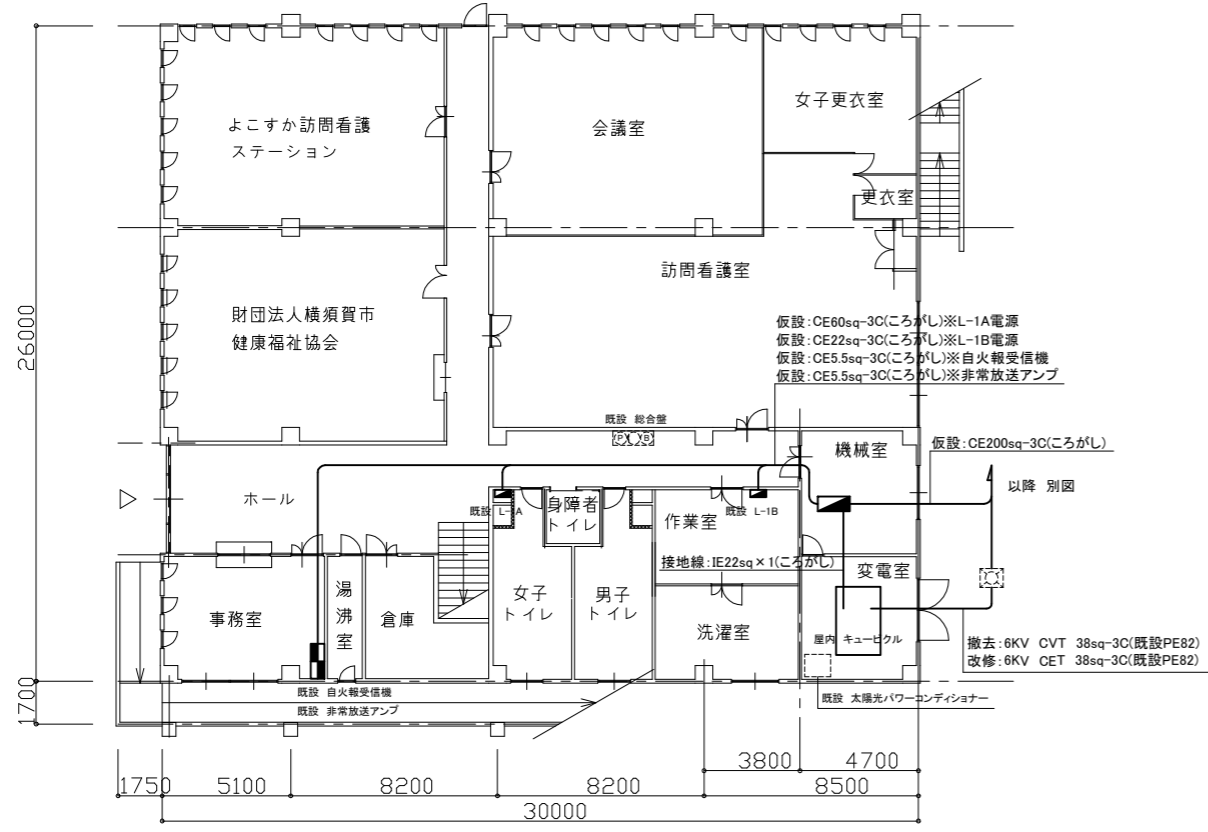 よこすか訪問看護
ステーション
会議室
女子更衣室
更衣室
訪問看護室
財団法人横須賀市
健康福祉協会
仮設:CE60sq-3C(ころがし)※L-1A電源
仮設:CE22sq-3C(ころがし)※L-1B電源
仮設:CE5.5sq-3C(ころがし)※自火報受信機
仮設:CE5.5sq-3C(ころがし)※非常放送アンプ
26000
既設 総合盤
P
B
機械室
仮設:CE200sq-3C(ころがし)
以降 別図
ホール
既設 L-1A
身障者
トイレ
作業室
既設 L-1B
接地線:IE22sq×1(ころがし)
変電室
事務室
湯沸室
倉庫
女子
トイレ
男子
トイレ
洗濯室
屋内 キュービクル
撤去:6KV CVT 38sq-3C(既設PE82)
改修:6KV CET 38sq-3C(既設PE82)
既設 自火報受信機
既設 非常放送アンプ
既設 太陽光パワーコンディショナー
1700
3800
4700
1750
5100
8200
8200
8500
30000